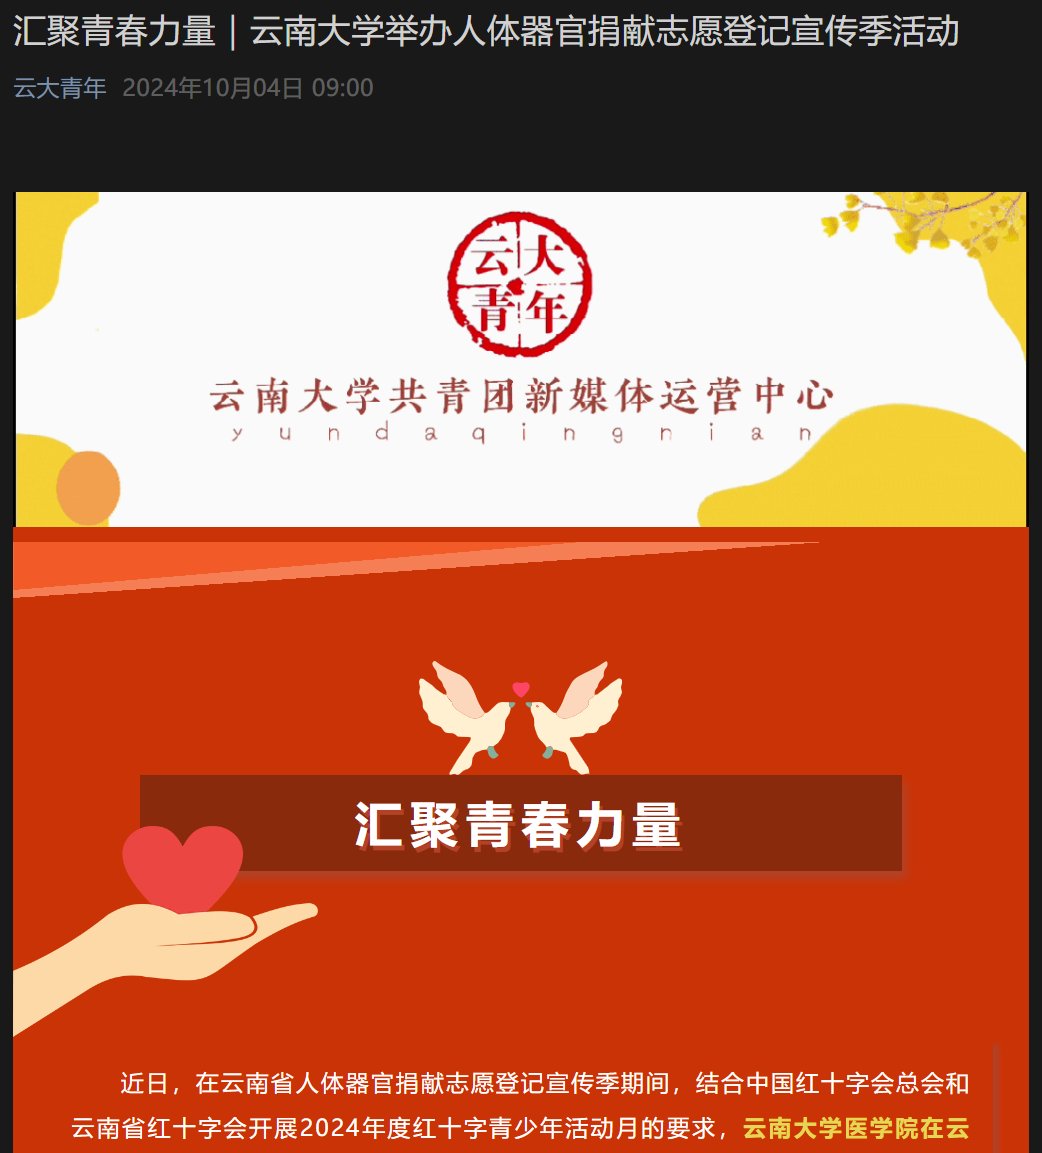 汇聚青春力量｜云南大学举办人体器官捐献志愿登记宣传季活动
云大青年 2024年10月04日 09:00
云大
青年
云南大学共青团新媒体运营中心
yundaqingnian
汇聚青春力量
近日，在云南省人体器官捐献志愿登记宣传季期间，结合中国红十字会总会和
云南省红十字会开展2024年度红十字青少年活动月的要求，云南大学医学院在云